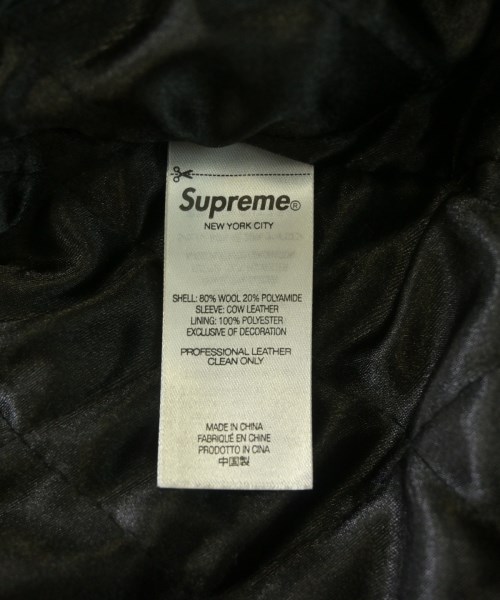 Supreme®
NEW YORK CITY
SHELL: 80% WOOL 20% POLYAMIDE
SLEEVE: COW LEATHER
LINING: 100% POLYESTER
EXCLUSIVE OF DECORATION
PROFESSIONAL LEATHER
CLEAN ONLY
MADE IN CHINA
FABRIQUÉ EN CHINE
PRODOTTO IN CINA
中国製